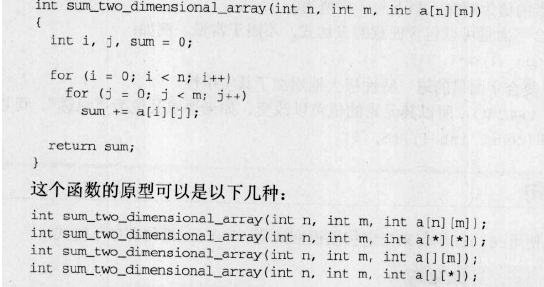 int sum_two_dimensional_array(int n, int m, int a[n][m])
{
  int i, j, sum = 0;

  for (i = 0; i < n; i++)
    for (j = 0; j < m; j++)
      sum += a[i][j];

  return sum;
}
这个函数的原型可以是以下几种：
int sum_two_dimensional_array(int n, int m, int a[n][m]);
int sum_two_dimensional_array(int n, int m, int a[*][*]);
int sum_two_dimensional_array(int n, int m, int a[][m]);
int sum_two_dimensional_array(int n, int m, int a[][*]);